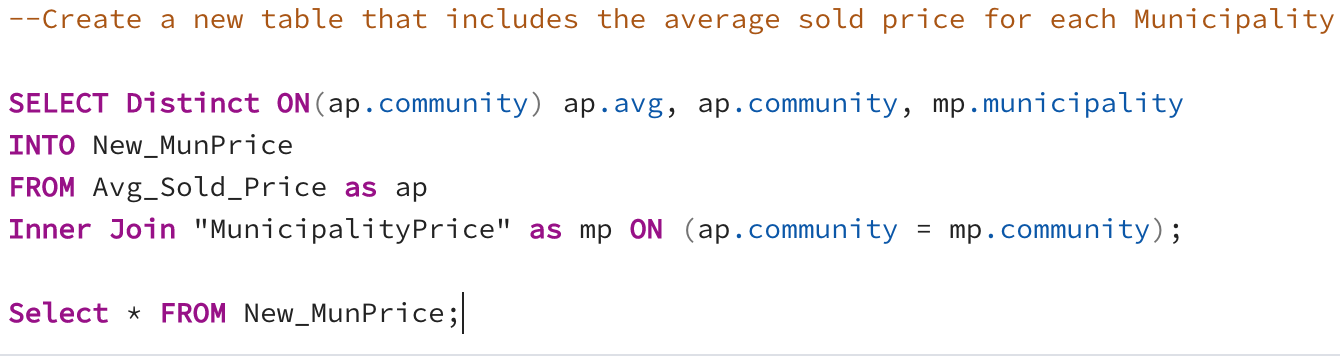 --Create a new table that includes the average sold price for each Municipality
SELECT Distinct ON(ap.community) ap.avg, ap.community, mp.municipality
INTO New_MunPrice
FROM Avg_Sold_Price as ap
Inner Join "MunicipalityPrice" as mp ON (ap.community = mp.community);
Select * FROM New_MunPrice;